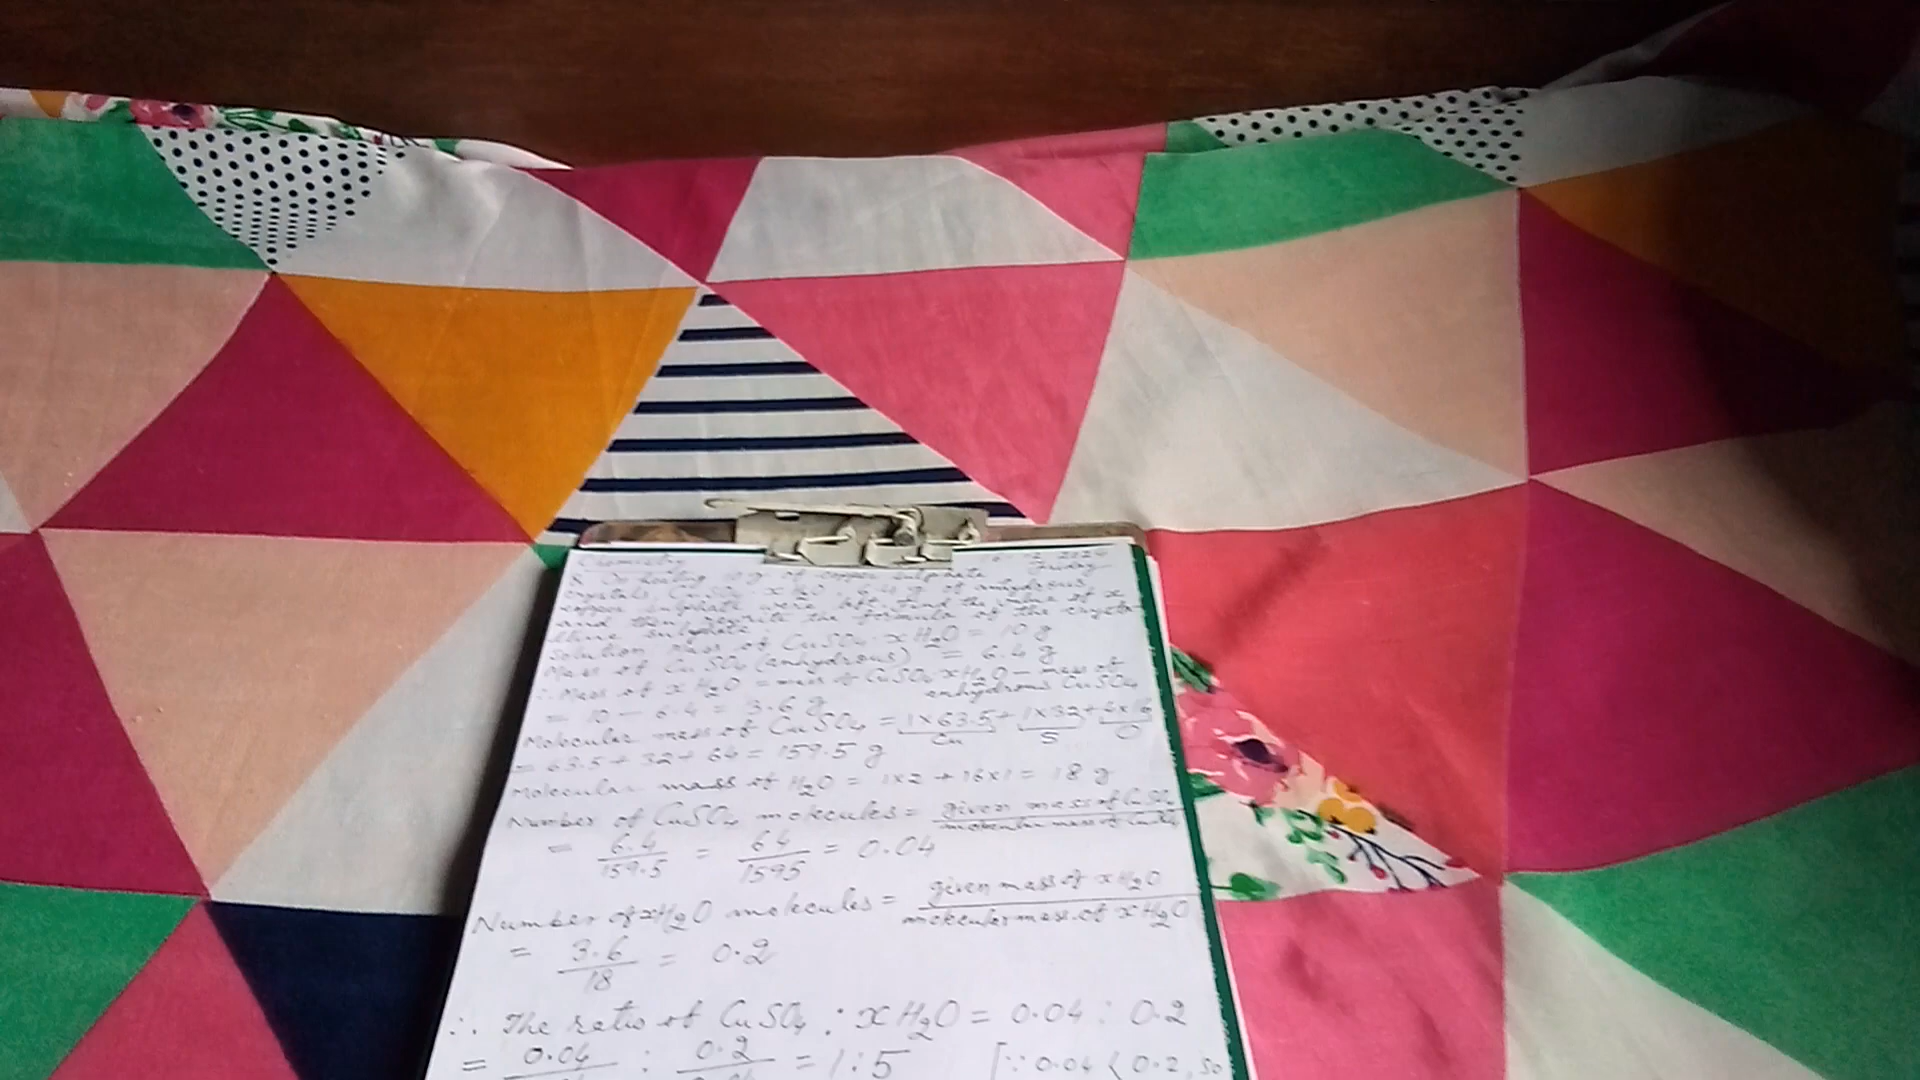 Chemistry 12 2024
Friday
8. On heating 10 g of copper sulphate
crystals, CuSO4 . xH2O, 6.4 g of anhydrous
copper sulphate were left. Find the value of x
and then rewrite the formula of the crysta-
lline sulphate.
Solution Mass of CuSO4.xH2O = 10 g
Mass of CuSO4 (anhydrous) = 6.4 g
∴ Mass of xH2O = mass of CuSO4.xH2O - mass of
anhydrous CuSO4
= 10 - 6.4 = 3.6 g
Molecular mass of CuSO4 = 1×63.5 + 1×32 + 4×16
Cu S O
= 63.5 + 32 + 64 = 159.5 g
Molecular mass of H2O = 1×2 + 16×1 = 18 g
Number of CuSO4 molecules = given mass of CuSO4
molecular mass of CuSO4
= 6.4/159.5 = 64/1595 = 0.04
Number of xH2O molecules = given mass of xH2O
molecular mass of xH2O
= 3.6/18 = 0.2
∴ The ratio of CuSO4 : xH2O = 0.04 : 0.2
= 0.04 : 0.2 = 1:5 [∵ 0.04 < 0.2, so